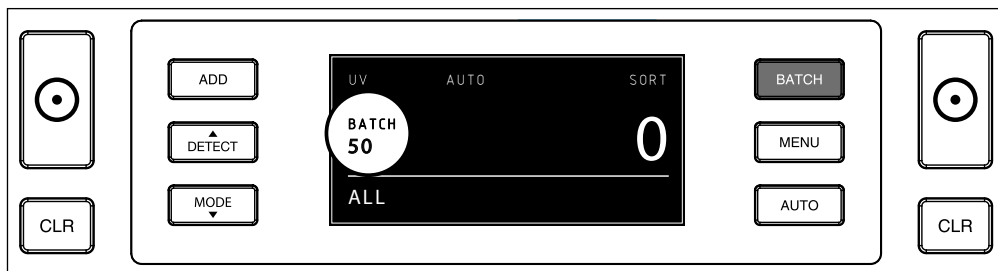 ADD
DETECT
MODE
CLR
UV AUTO SORT
BATCH
50
0
ALL
BATCH
MENU
AUTO
CLR